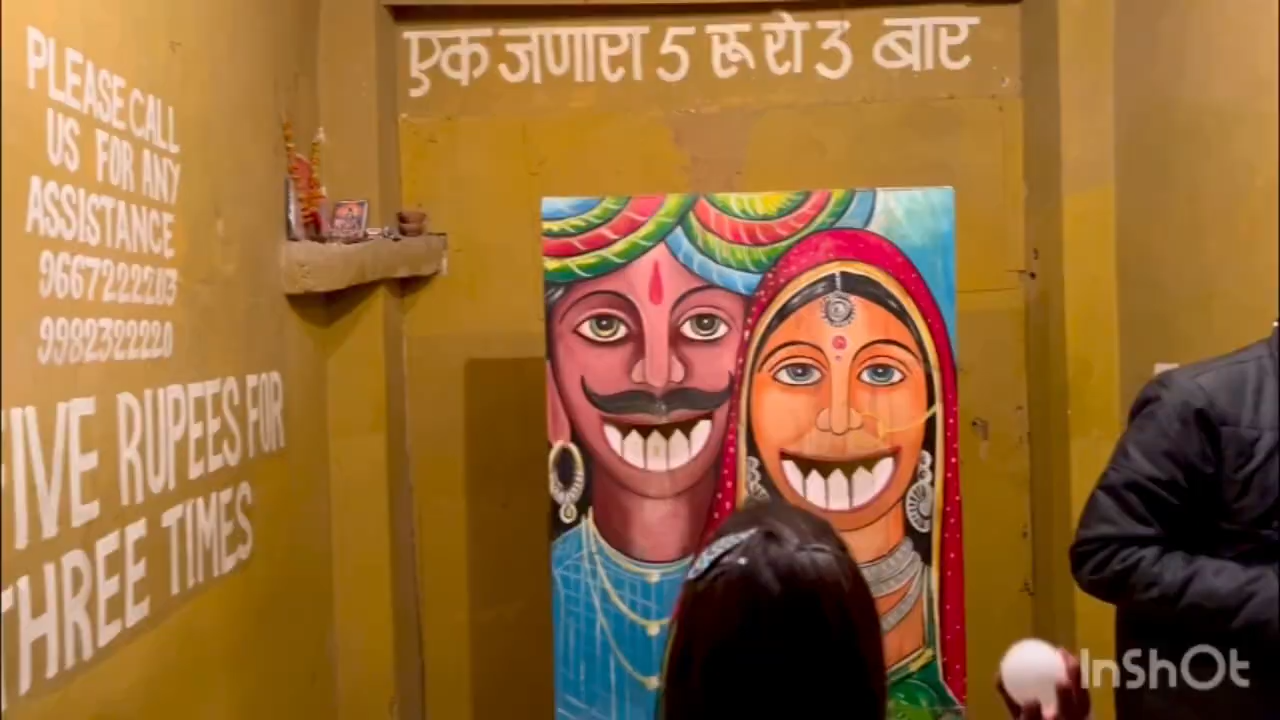 एक जणारा 5 रू रो 3 बार
PLEASE CALL
US FOR ANY
ASSISTANCE
9667222203
9982322220
FIVE RUPEES FOR
THREE TIMES
InShOt